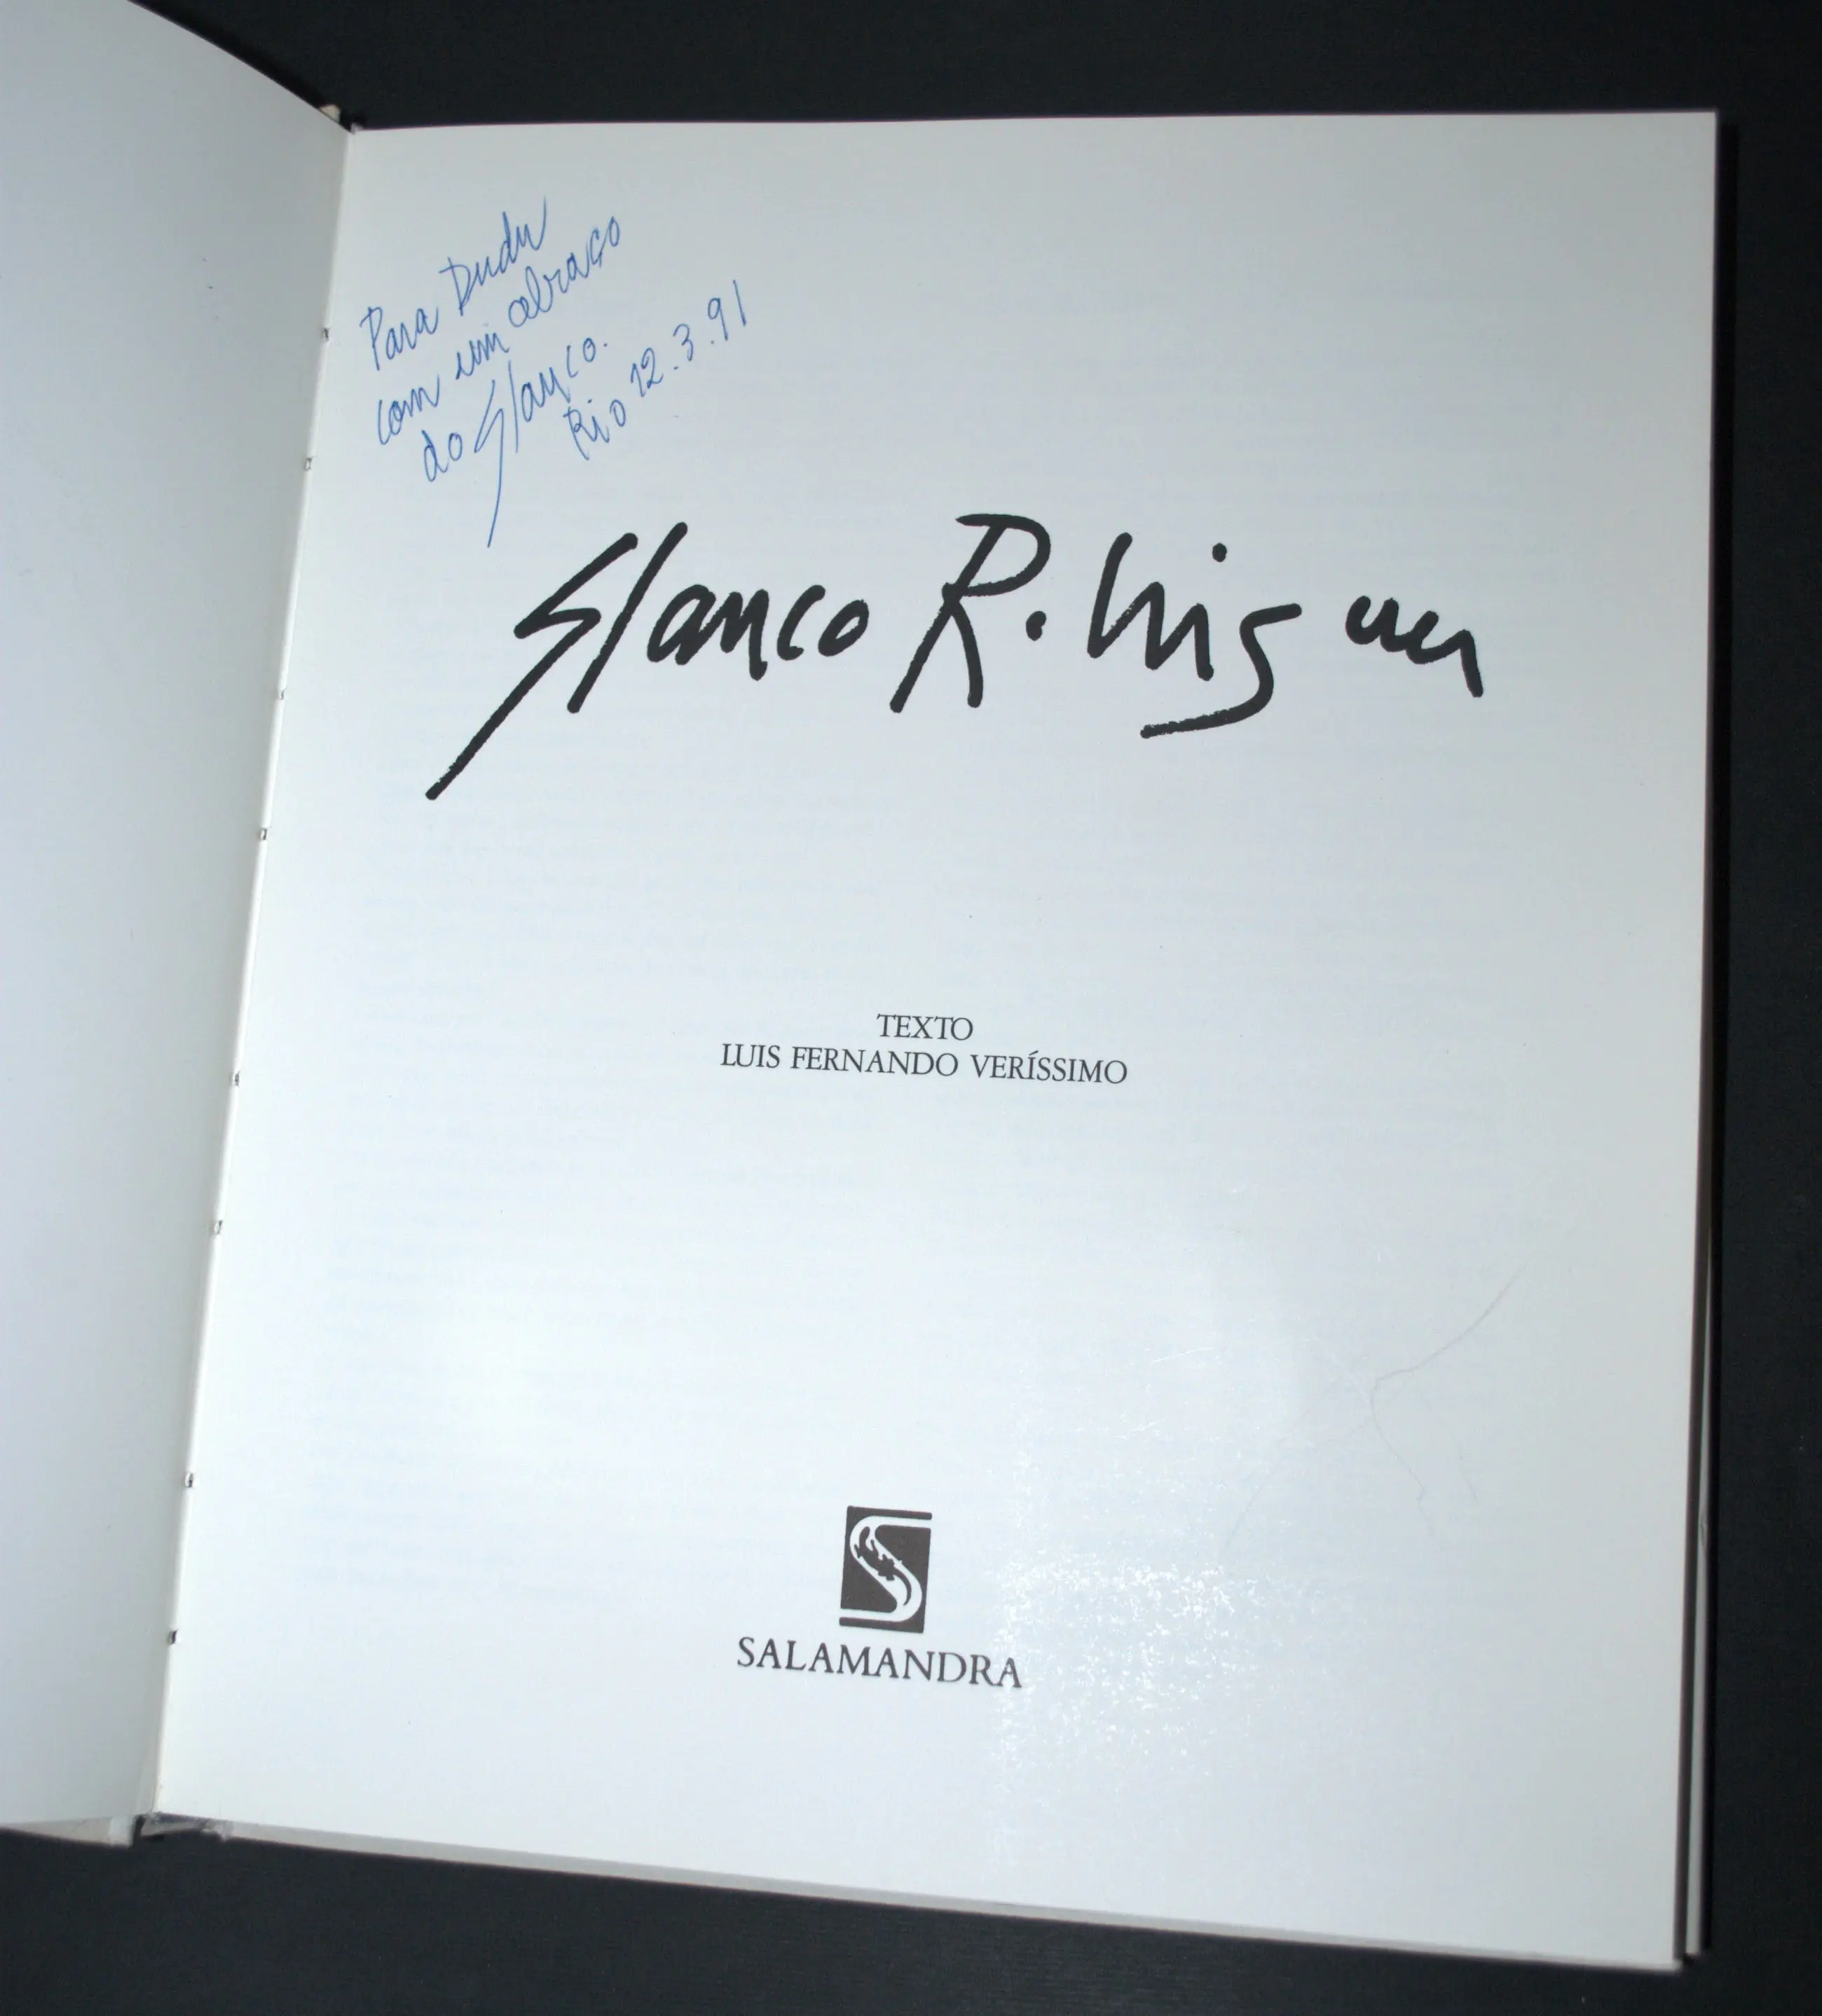 Para Dudu
com um abraço
do Glauco.
Rio 12.3.91
Glauco Rodrigues
TEXTO
LUIS FERNANDO VERÍSSIMO
SALAMANDRA